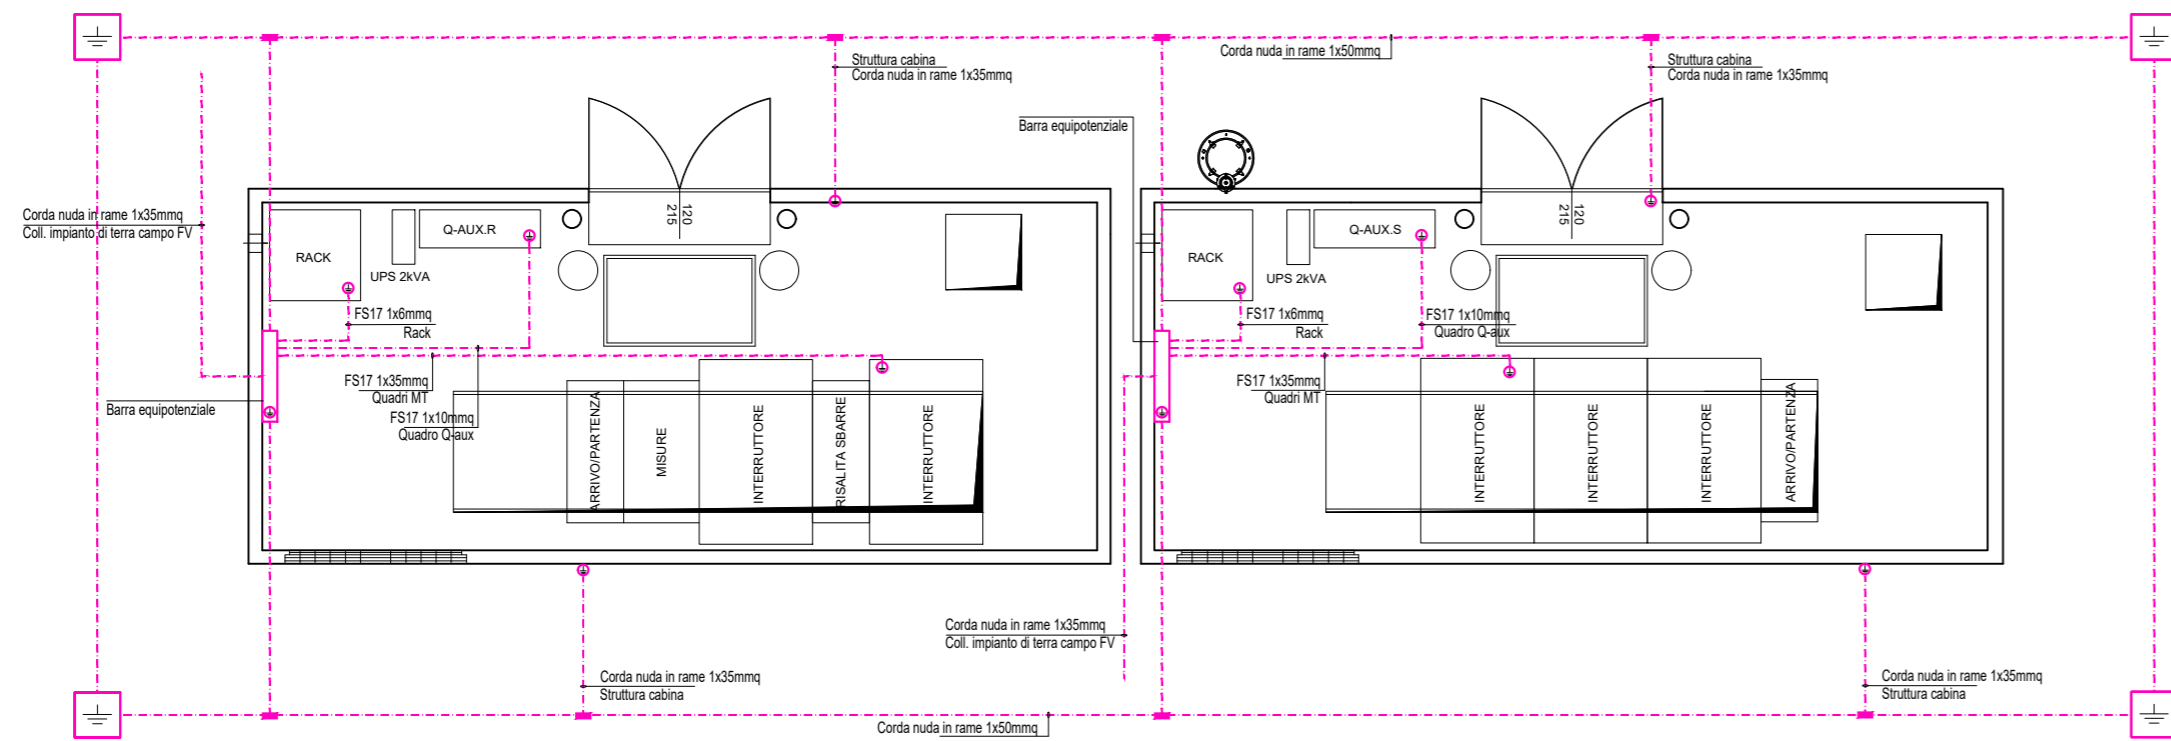 Corda nuda in rame 1x50mmq
Struttura cabina
Corda nuda in rame 1x35mmq
Struttura cabina
Corda nuda in rame 1x35mmq
Barra equipotenziale
Corda nuda in rame 1x35mmq
Coll. impianto di terra campo FV
RACK
UPS 2kVA
Q-AUX.R
120
215
FS17 1x6mmq
Rack
FS17 1x35mmq
Quadri MT
FS17 1x10mmq
Quadro Q-aux
Barra equipotenziale
ARRIVO/PARTENZA
MISURE
INTERRUTTORE
RISALITA SBARRE
INTERRUTTORE
RACK
UPS 2kVA
Q-AUX.S
120
215
FS17 1x6mmq
Rack
FS17 1x10mmq
Quadro Q-aux
FS17 1x35mmq
Quadri MT
INTERRUTTORE
INTERRUTTORE
INTERRUTTORE
ARRIVO/PARTENZA
Corda nuda in rame 1x35mmq
Coll. impianto di terra campo FV
Corda nuda in rame 1x35mmq
Struttura cabina
Corda nuda in rame 1x35mmq
Struttura cabina
Corda nuda in rame 1x50mmq